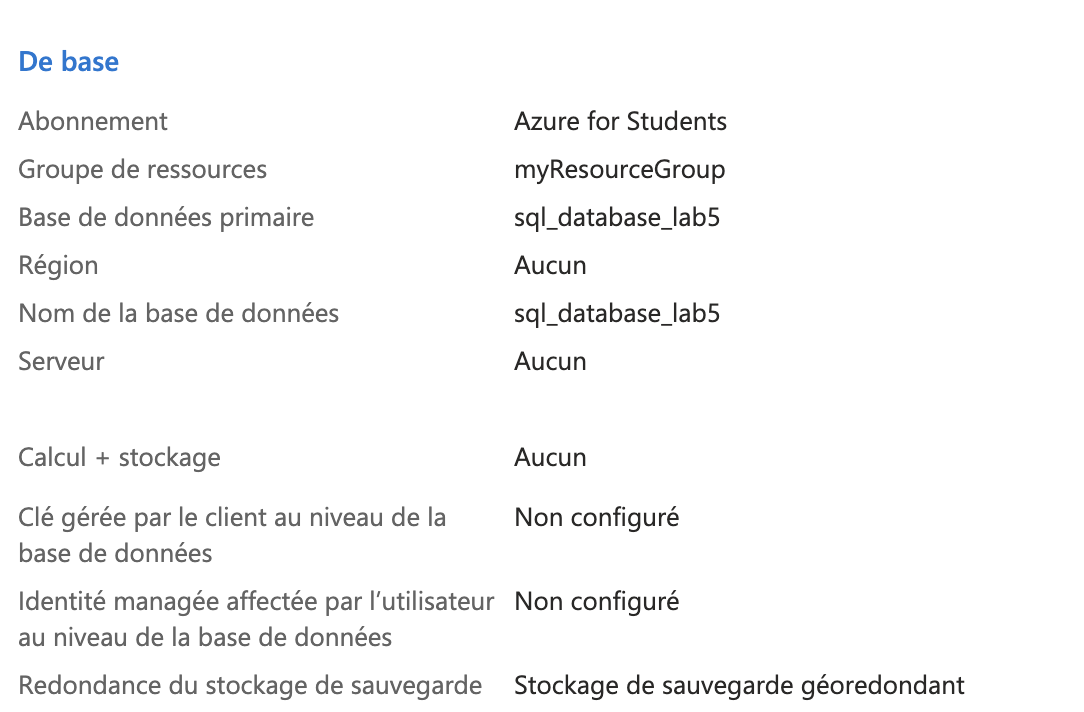 De base
Abonnement Azure for Students
Groupe de ressources myResourceGroup
Base de données primaire sql_database_lab5
Région Aucun
Nom de la base de données sql_database_lab5
Serveur Aucun
Calcul + stockage Aucun
Clé gérée par le client au niveau de la Non configuré
base de données
Identité managée affectée par l’utilisateur Non configuré
au niveau de la base de données
Redondance du stockage de sauvegarde Stockage de sauvegarde géoredondant